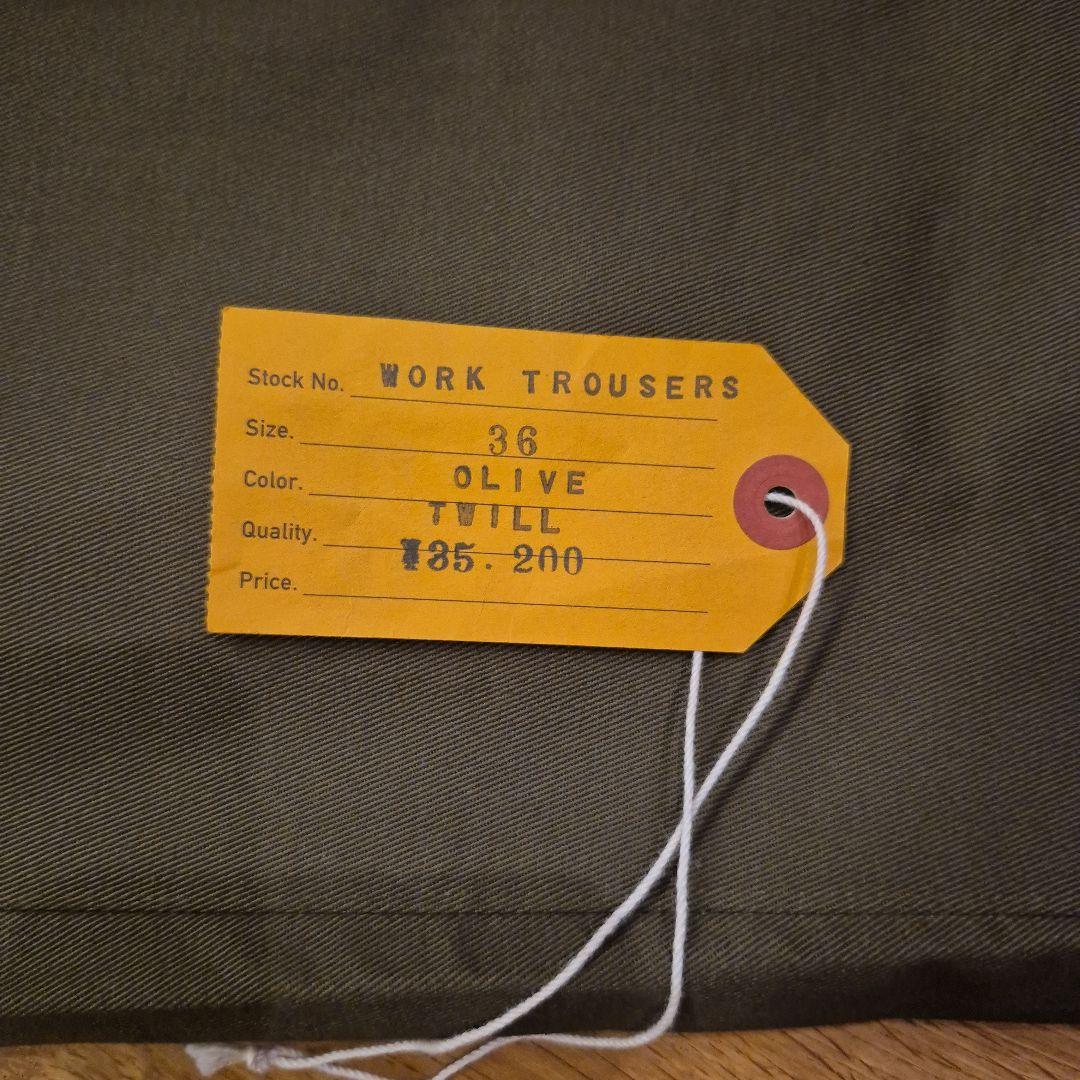 Stock No. WORK TROUSERS
Size. 36
Color. OLIVE
Quality. TWILL
Price. ¥35.200